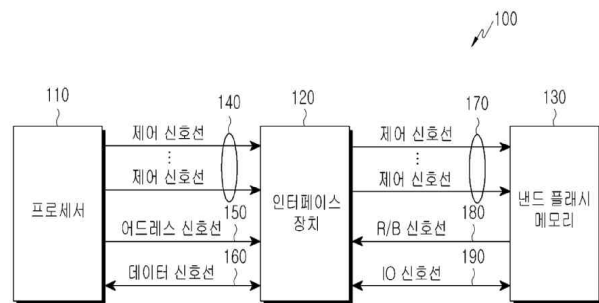 100
110
140
120
170
130
제어 신호선
제어 신호선
제어 신호선
제어 신호선
프로세서
인터페이스
장치
낸드 플래시
메모리
150
180
어드레스 신호선
R/B 신호선
160
190
데이터 신호선
IO 신호선